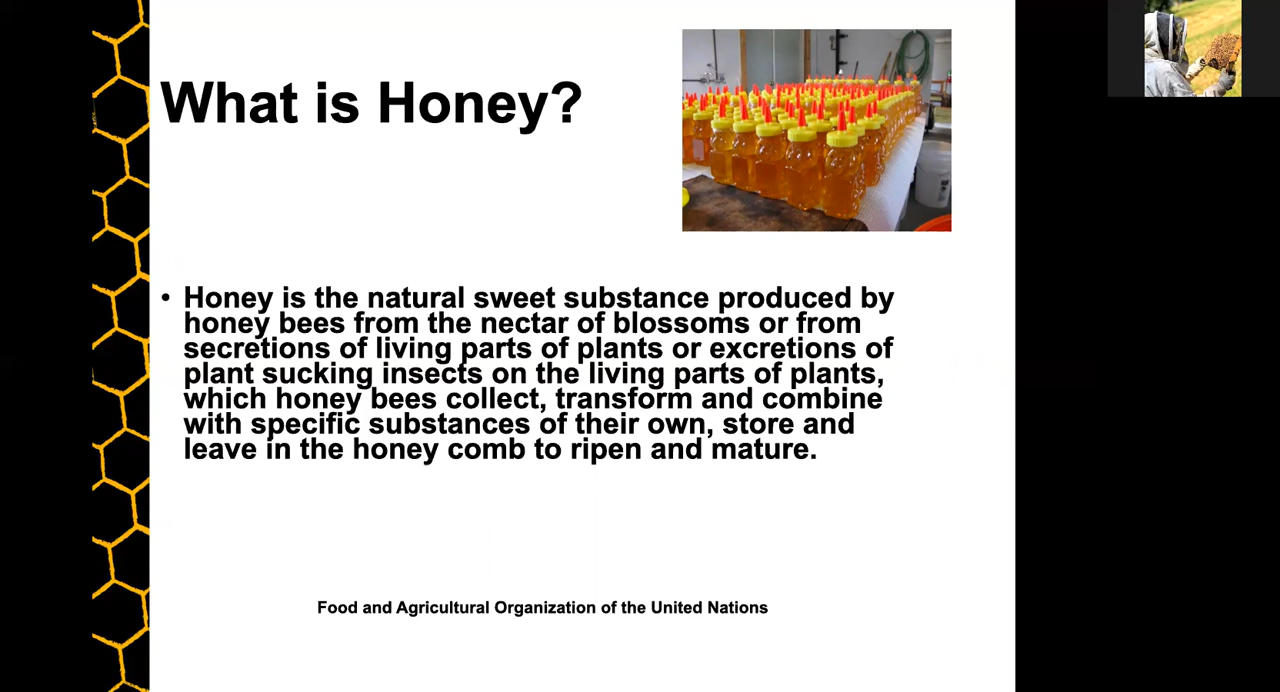 What is Honey?
• Honey is the natural sweet substance produced by
honey bees from the nectar of blossoms or from
secretions of living parts of plants or excretions of
plant sucking insects on the living parts of plants,
which honey bees collect, transform and combine
with specific substances of their own, store and
leave in the honey comb to ripen and mature.
Food and Agricultural Organization of the United Nations